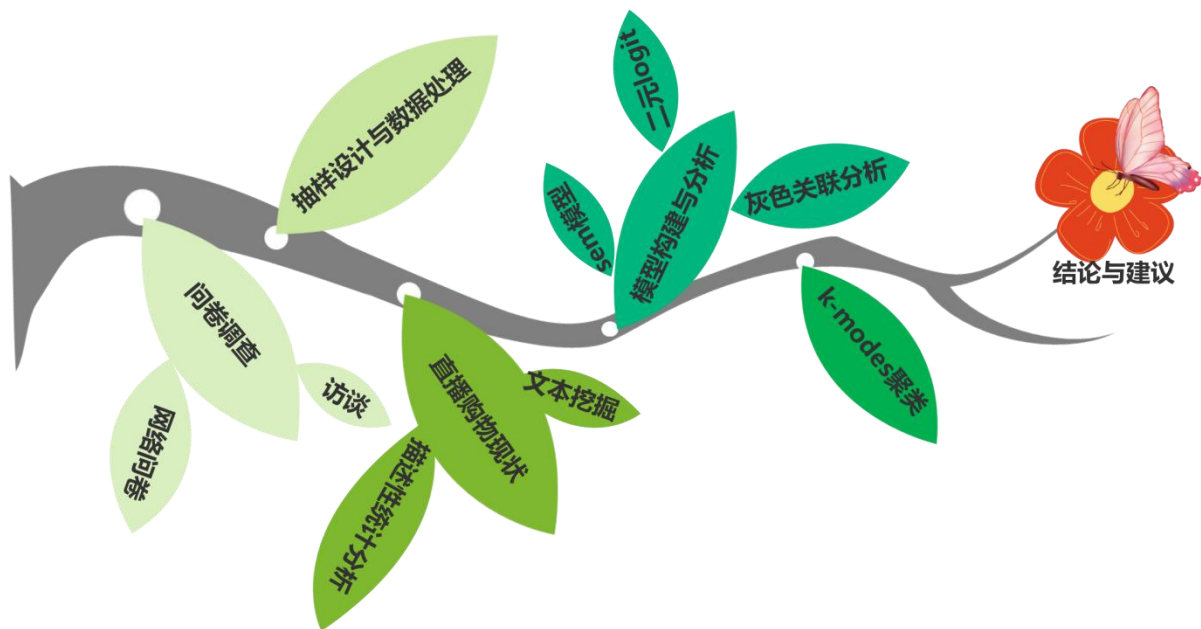 问卷调查
网络问卷
访谈
抽样设计与数据处理
直播购物现状
描述性统计分析
文本挖掘
模型构建与分析
sem模型
二元logit
灰色关联分析
k-modes聚类
结论与建议